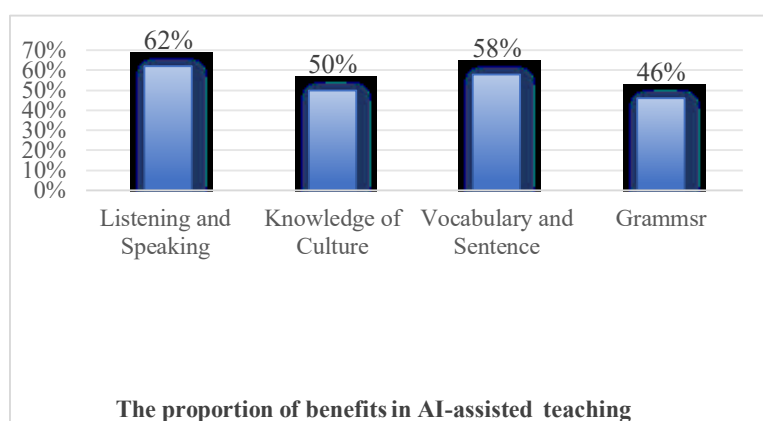 70%
60%
50%
40%
30%
20%
10%
0%
62%
50%
58%
46%
Listening and
Speaking
Knowledge of
Culture
Vocabulary and
Sentence
Grammsr
The proportion of benefits in AI-assisted teaching